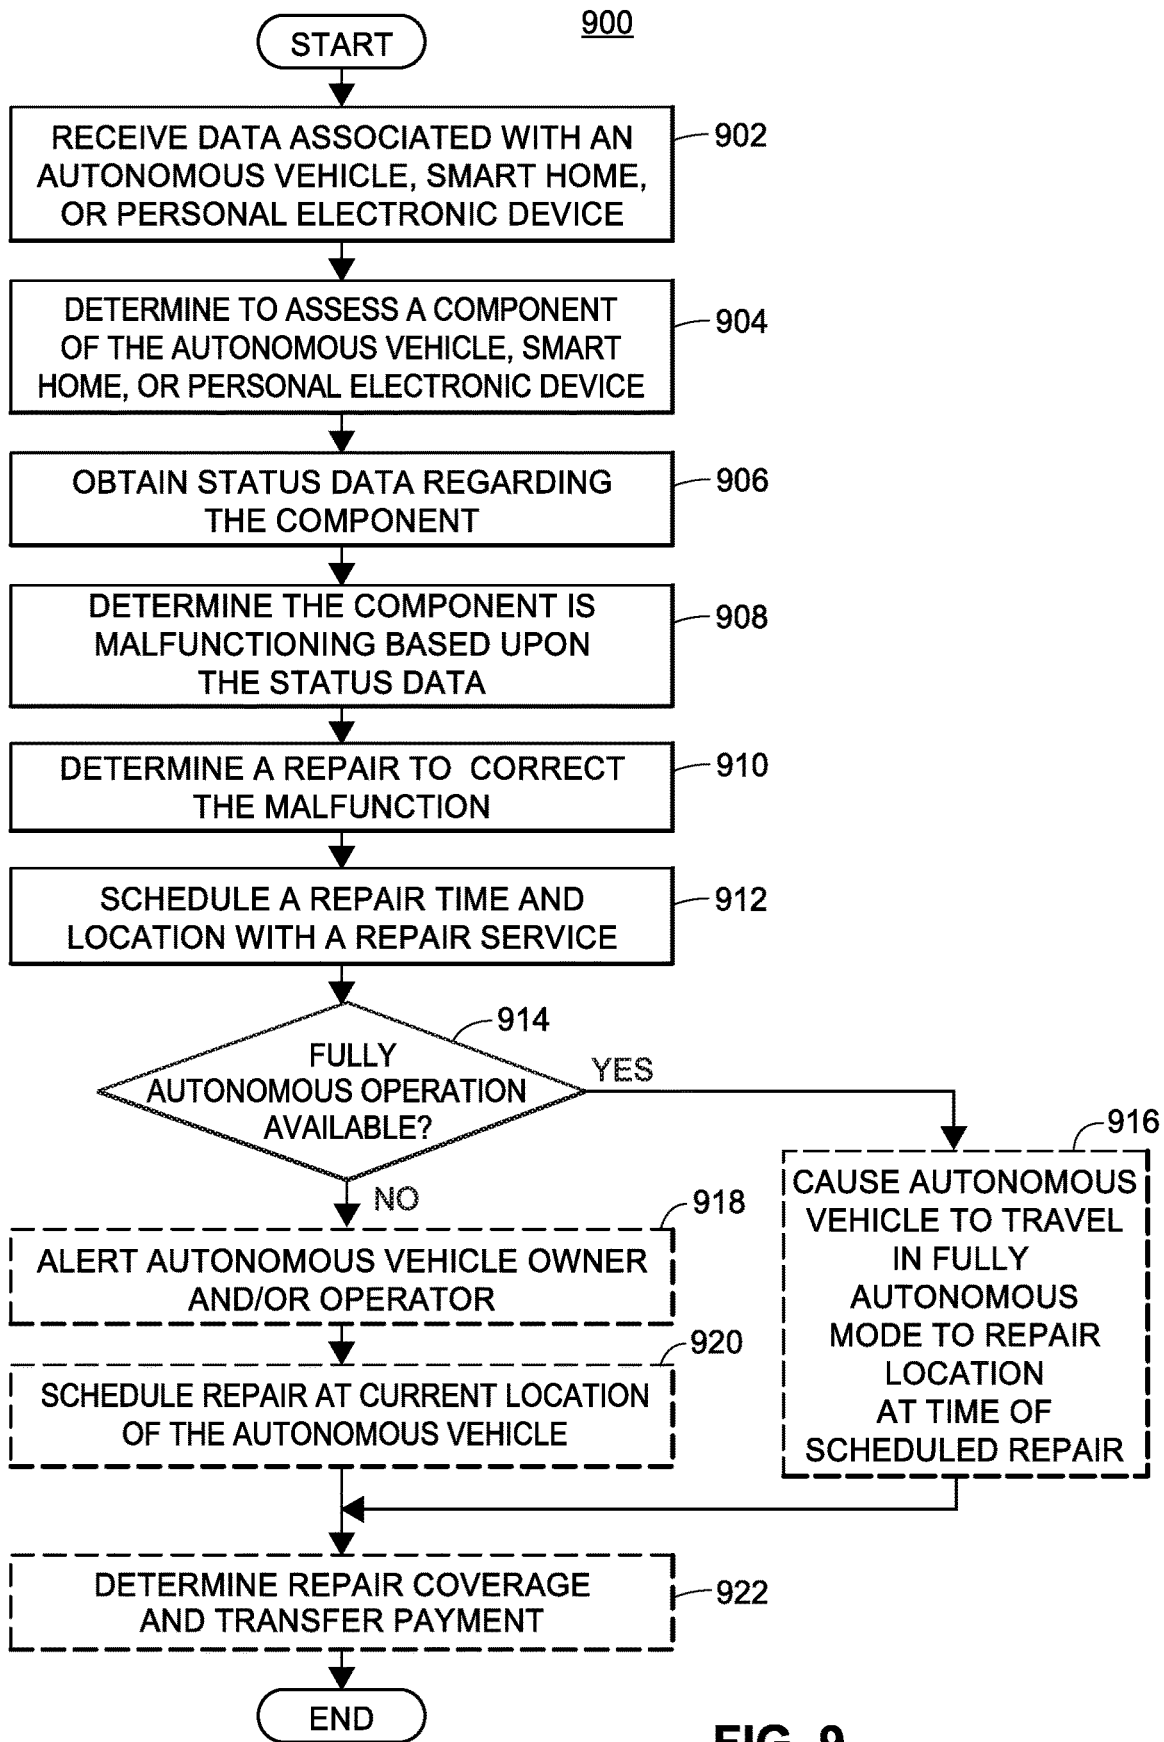 900
START
RECEIVE DATA ASSOCIATED WITH AN
AUTONOMOUS VEHICLE, SMART HOME,
OR PERSONAL ELECTRONIC DEVICE
902
DETERMINE TO ASSESS A COMPONENT
OF THE AUTONOMOUS VEHICLE, SMART
HOME, OR PERSONAL ELECTRONIC DEVICE
904
OBTAIN STATUS DATA REGARDING
THE COMPONENT
906
DETERMINE THE COMPONENT IS
MALFUNCTIONING BASED UPON
THE STATUS DATA
908
DETERMINE A REPAIR TO CORRECT
THE MALFUNCTION
910
SCHEDULE A REPAIR TIME AND
LOCATION WITH A REPAIR SERVICE
912
FULLY
AUTONOMOUS OPERATION
AVAILABLE?
914
YES
CAUSE AUTONOMOUS
VEHICLE TO TRAVEL
IN FULLY
AUTONOMOUS
MODE TO REPAIR
LOCATION
AT TIME OF
SCHEDULED REPAIR
916
NO
ALERT AUTONOMOUS VEHICLE OWNER
AND/OR OPERATOR
918
SCHEDULE REPAIR AT CURRENT LOCATION
OF THE AUTONOMOUS VEHICLE
920
DETERMINE REPAIR COVERAGE
AND TRANSFER PAYMENT
922
END
FIG. 9